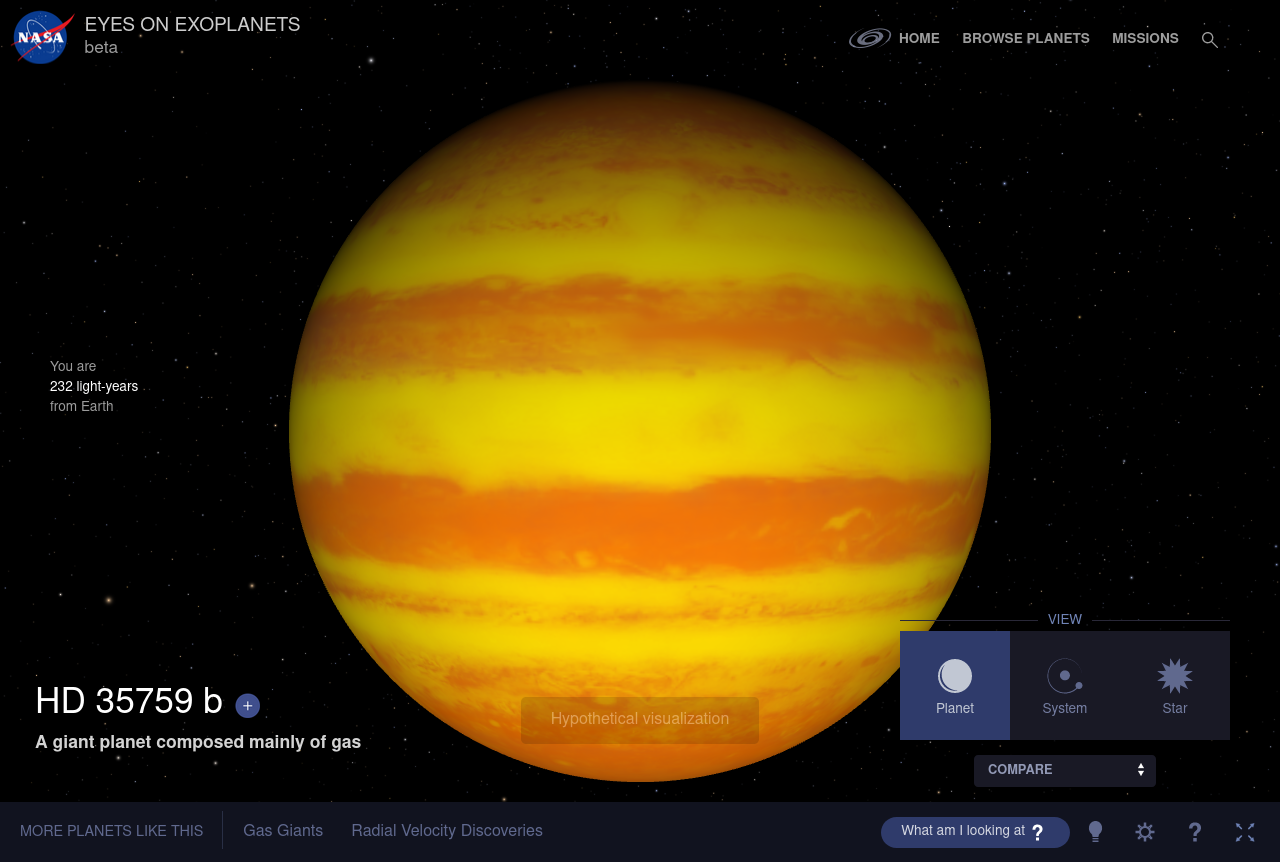 NASA
EYES ON EXOPLANETS
beta
HOME
BROWSE PLANETS
MISSIONS
You are
232 light-years
from Earth
VIEW
HD 35759 b +
A giant planet composed mainly of gas
Hypothetical visualization
Planet
System
Star
COMPARE
MORE PLANETS LIKE THIS
Gas Giants
Radial Velocity Discoveries
What am I looking at ?
?